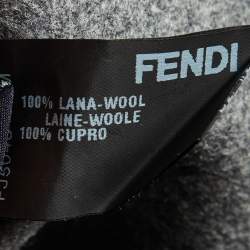 FENDI
100% LANA-WOOL
LAINE-WOOLE
100% CUPRO